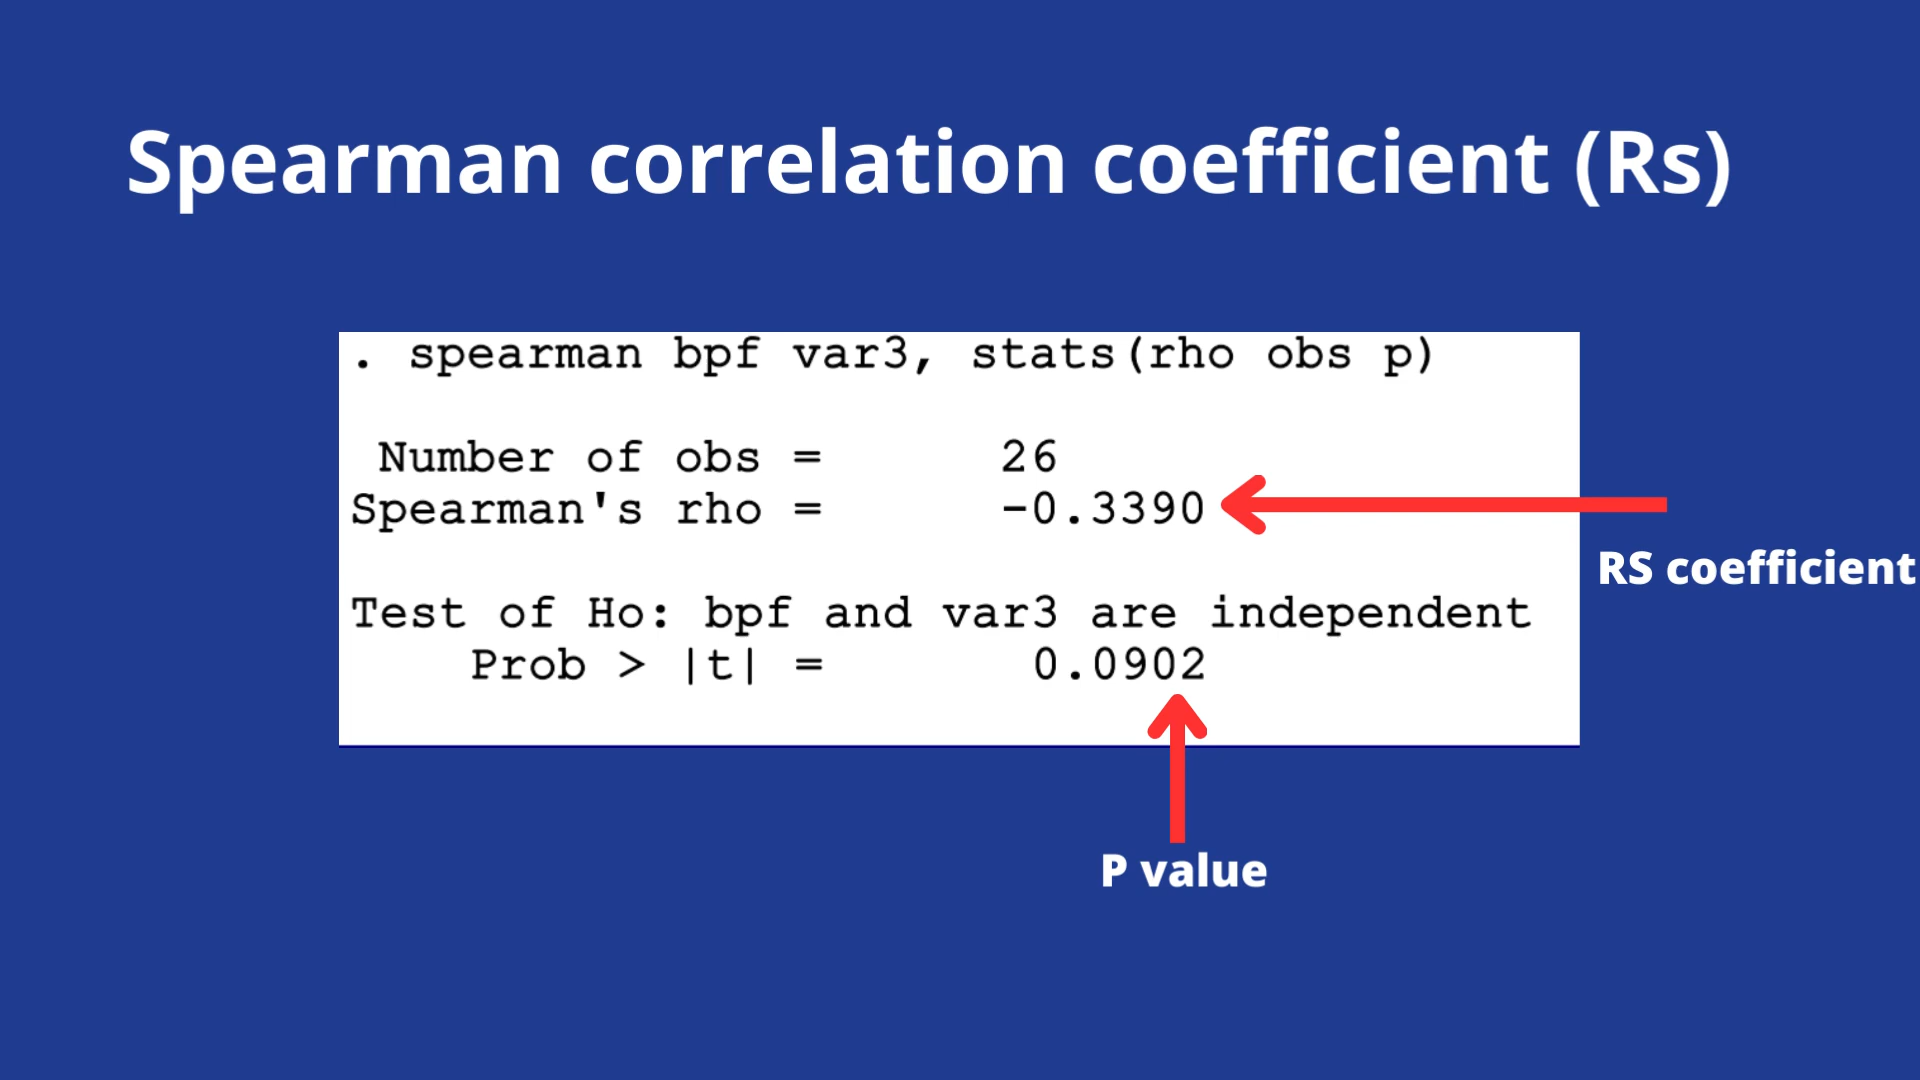 Spearman correlation coefficient (Rs)
. spearman bpf var3, stats(rho obs p)
Number of obs = 26
Spearman's rho = -0.3390
RS coefficient
Test of Ho: bpf and var3 are independent
Prob > |t| = 0.0902
P value